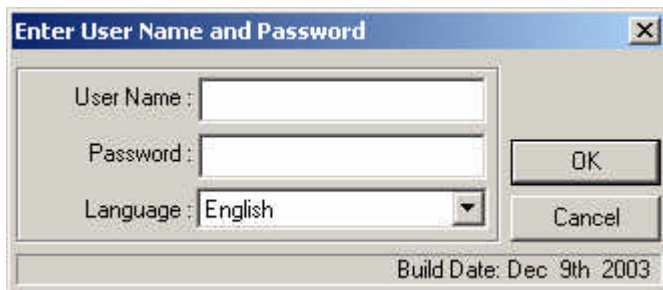 Enter User Name and Password
User Name :
Password :
OK
Language : English
Cancel
Build Date: Dec 9th 2003